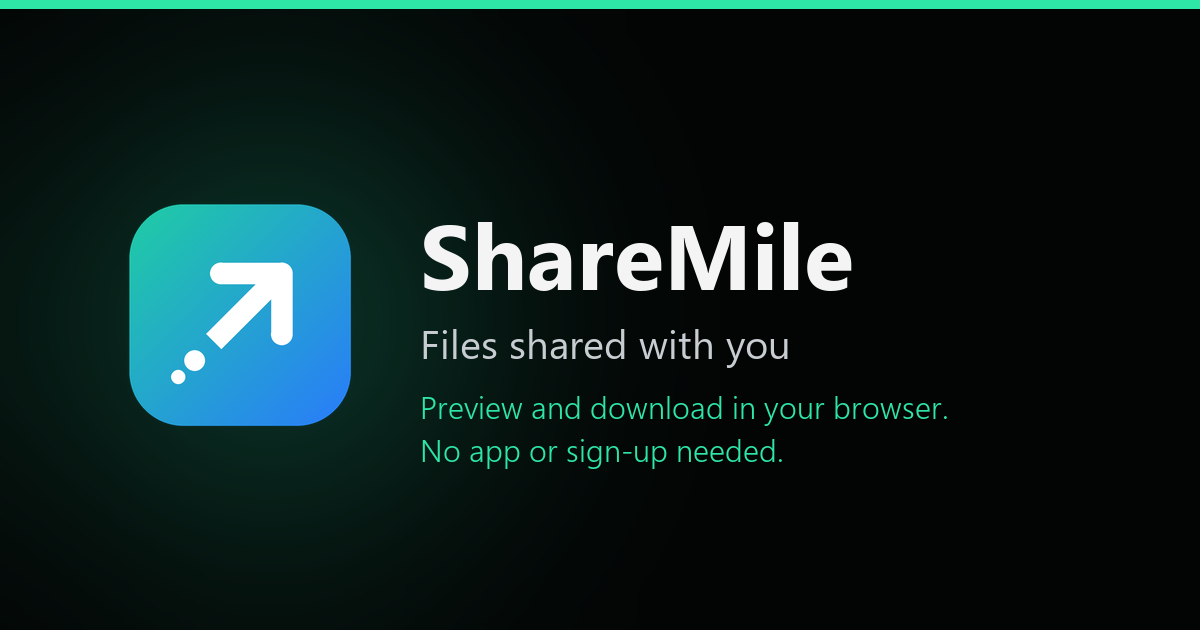 ShareMile
Files shared with you
Preview and download in your browser.
No app or sign-up needed.